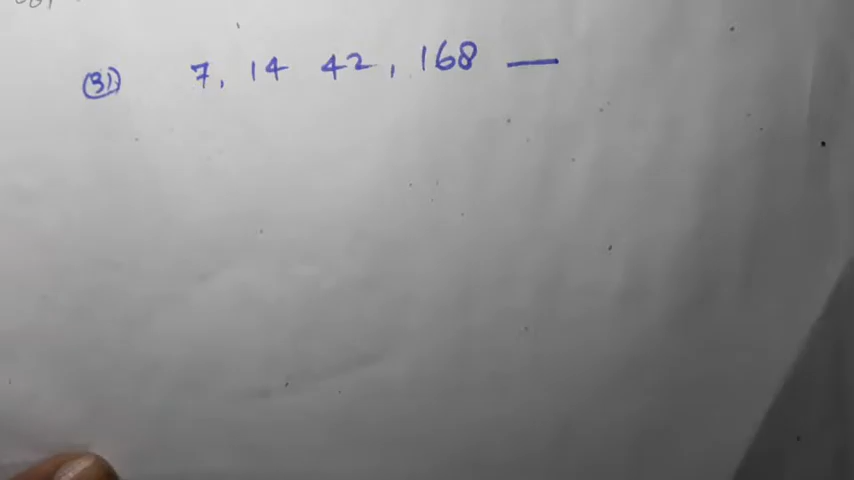 (31) 7, 14 42, 168 —